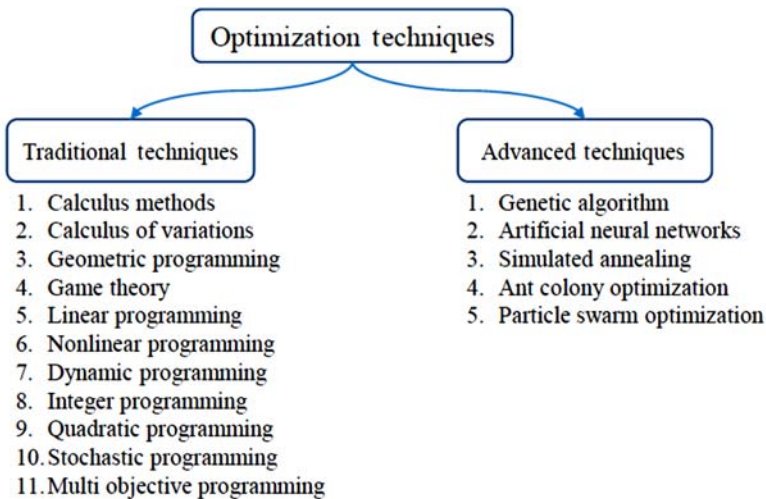 Optimization techniques
Traditional techniques
1. Calculus methods
2. Calculus of variations
3. Geometric programming
4. Game theory
5. Linear programming
6. Nonlinear programming
7. Dynamic programming
8. Integer programming
9. Quadratic programming
10. Stochastic programming
11. Multi objective programming
Advanced techniques
1. Genetic algorithm
2. Artificial neural networks
3. Simulated annealing
4. Ant colony optimization
5. Particle swarm optimization